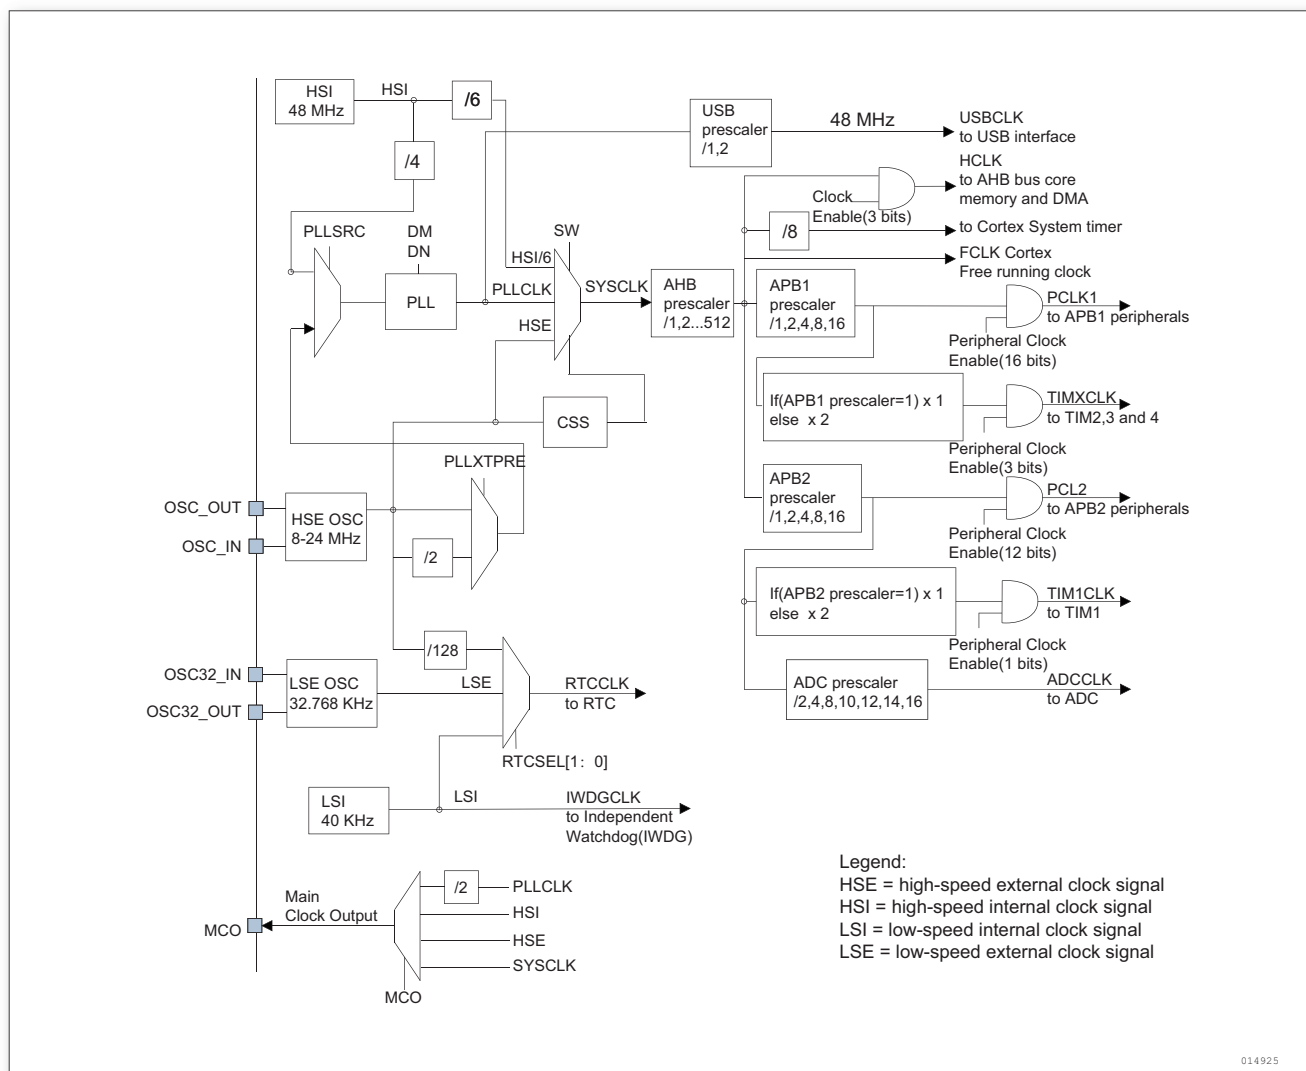 HSI
48 MHz
HSI
/6
/4
USB
prescaler
/1,2
48 MHz
USBCLK
to USB interface
HCLK
to AHB bus core
memory and DMA
Clock
Enable(3 bits)
/8
to Cortex System timer
FCLK Cortex
Free running clock
PLLSRC
DM
DN
PLL
PLLCLK
SW
HSI/6
HSE
SYSCLK
AHB
prescaler
/1,2...512
APB1
prescaler
/1,2,4,8,16
PCLK1
to APB1 peripherals
Peripheral Clock
Enable(16 bits)
If(APB1 prescaler=1) x 1
else x 2
TIMXCLK
to TIM2,3 and 4
Peripheral Clock
Enable(3 bits)
CSS
PLLXTPRE
APB2
prescaler
/1,2,4,8,16
PCL2
to APB2 peripherals
Peripheral Clock
Enable(12 bits)
OSC_OUT
OSC_IN
HSE OSC
8-24 MHz
/2
If(APB2 prescaler=1) x 1
else x 2
TIM1CLK
to TIM1
Peripheral Clock
Enable(1 bits)
/128
OSC32_IN
OSC32_OUT
LSE OSC
32.768 KHz
LSE
RTCCLK
to RTC
RTCSEL[1: 0]
ADC prescaler
/2,4,8,10,12,14,16
ADCCLK
to ADC
LSI
40 KHz
LSI
IWDGCLK
to Independent
Watchdog(IWDG)
MCO
Main
Clock Output
/2
PLLCLK
HSI
HSE
SYSCLK
MCO
Legend:
HSE = high-speed external clock signal
HSI = high-speed internal clock signal
LSI = low-speed internal clock signal
LSE = low-speed external clock signal
014925